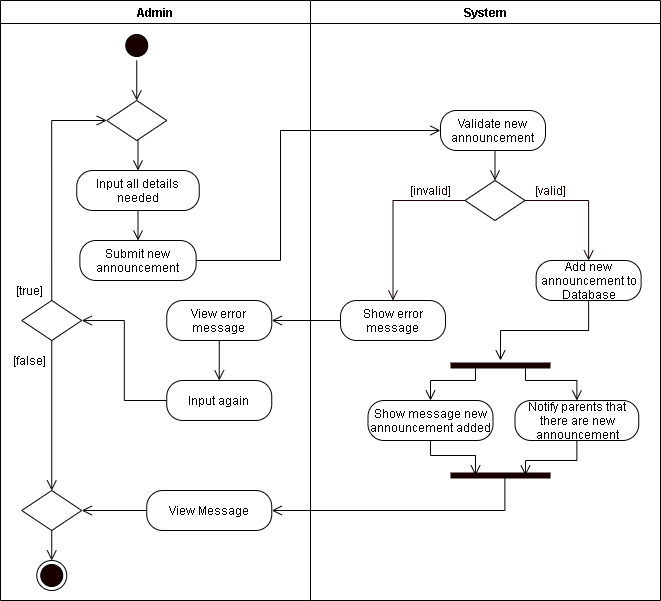 Admin
System
Validate new
announcement
Input all details
needed
[invalid]
[valid]
Submit new
announcement
Add new
announcement to
Database
[true]
View error
message
Show error
message
[false]
Input again
Show message new
announcement added
Notify parents that
there are new
announcement
View Message